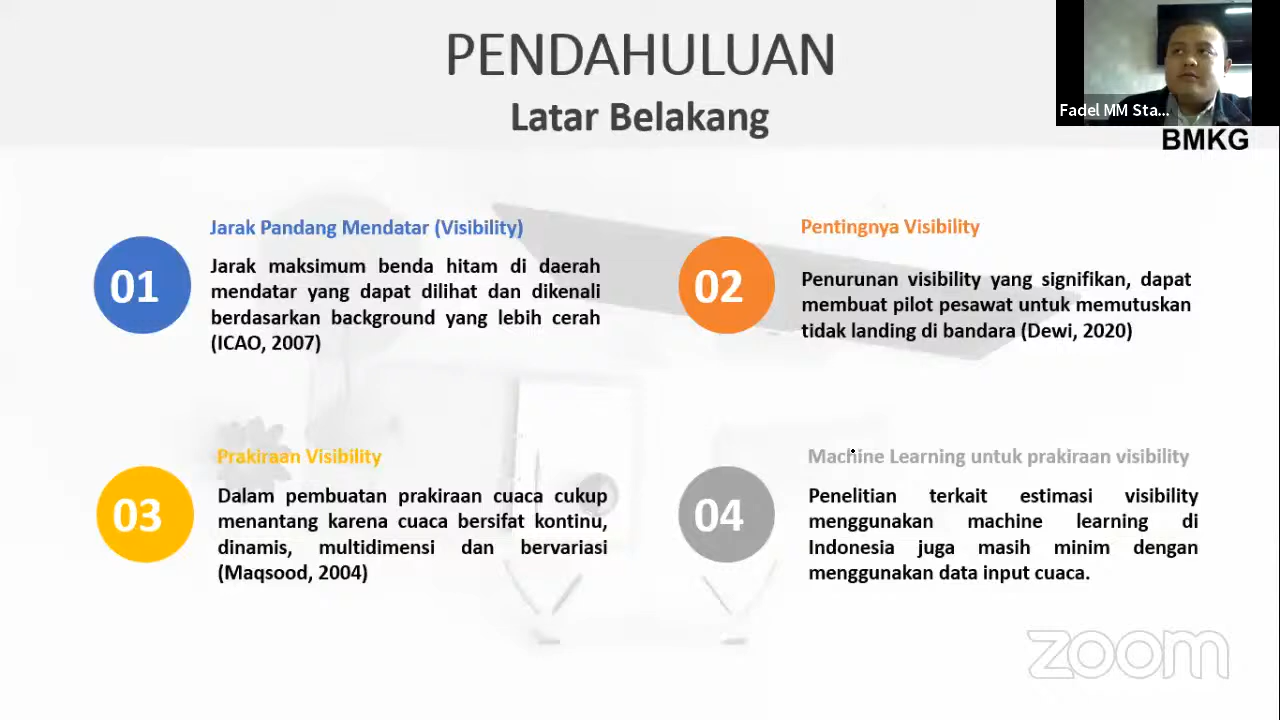 PENDAHULUAN
Latar Belakang
Fadel MM Sta...
BMKG
01
Jarak Pandang Mendatar (Visibility)
Jarak maksimum benda hitam di daerah
mendatar yang dapat dilihat dan dikenali
berdasarkan background yang lebih cerah
(ICAO, 2007)
02
Pentingnya Visibility
Penurunan visibility yang signifikan, dapat
membuat pilot pesawat untuk memutuskan
tidak landing di bandara (Dewi, 2020)
03
Prakiraan Visibility
Dalam pembuatan prakiraan cuaca cukup
menantang karena cuaca bersifat kontinu,
dinamis, multidimensi dan bervariasi
(Maqsood, 2004)
04
Machine Learning untuk prakiraan visibility
Penelitian terkait estimasi visibility
menggunakan machine learning di
Indonesia juga masih minim dengan
menggunakan data input cuaca.
zoom